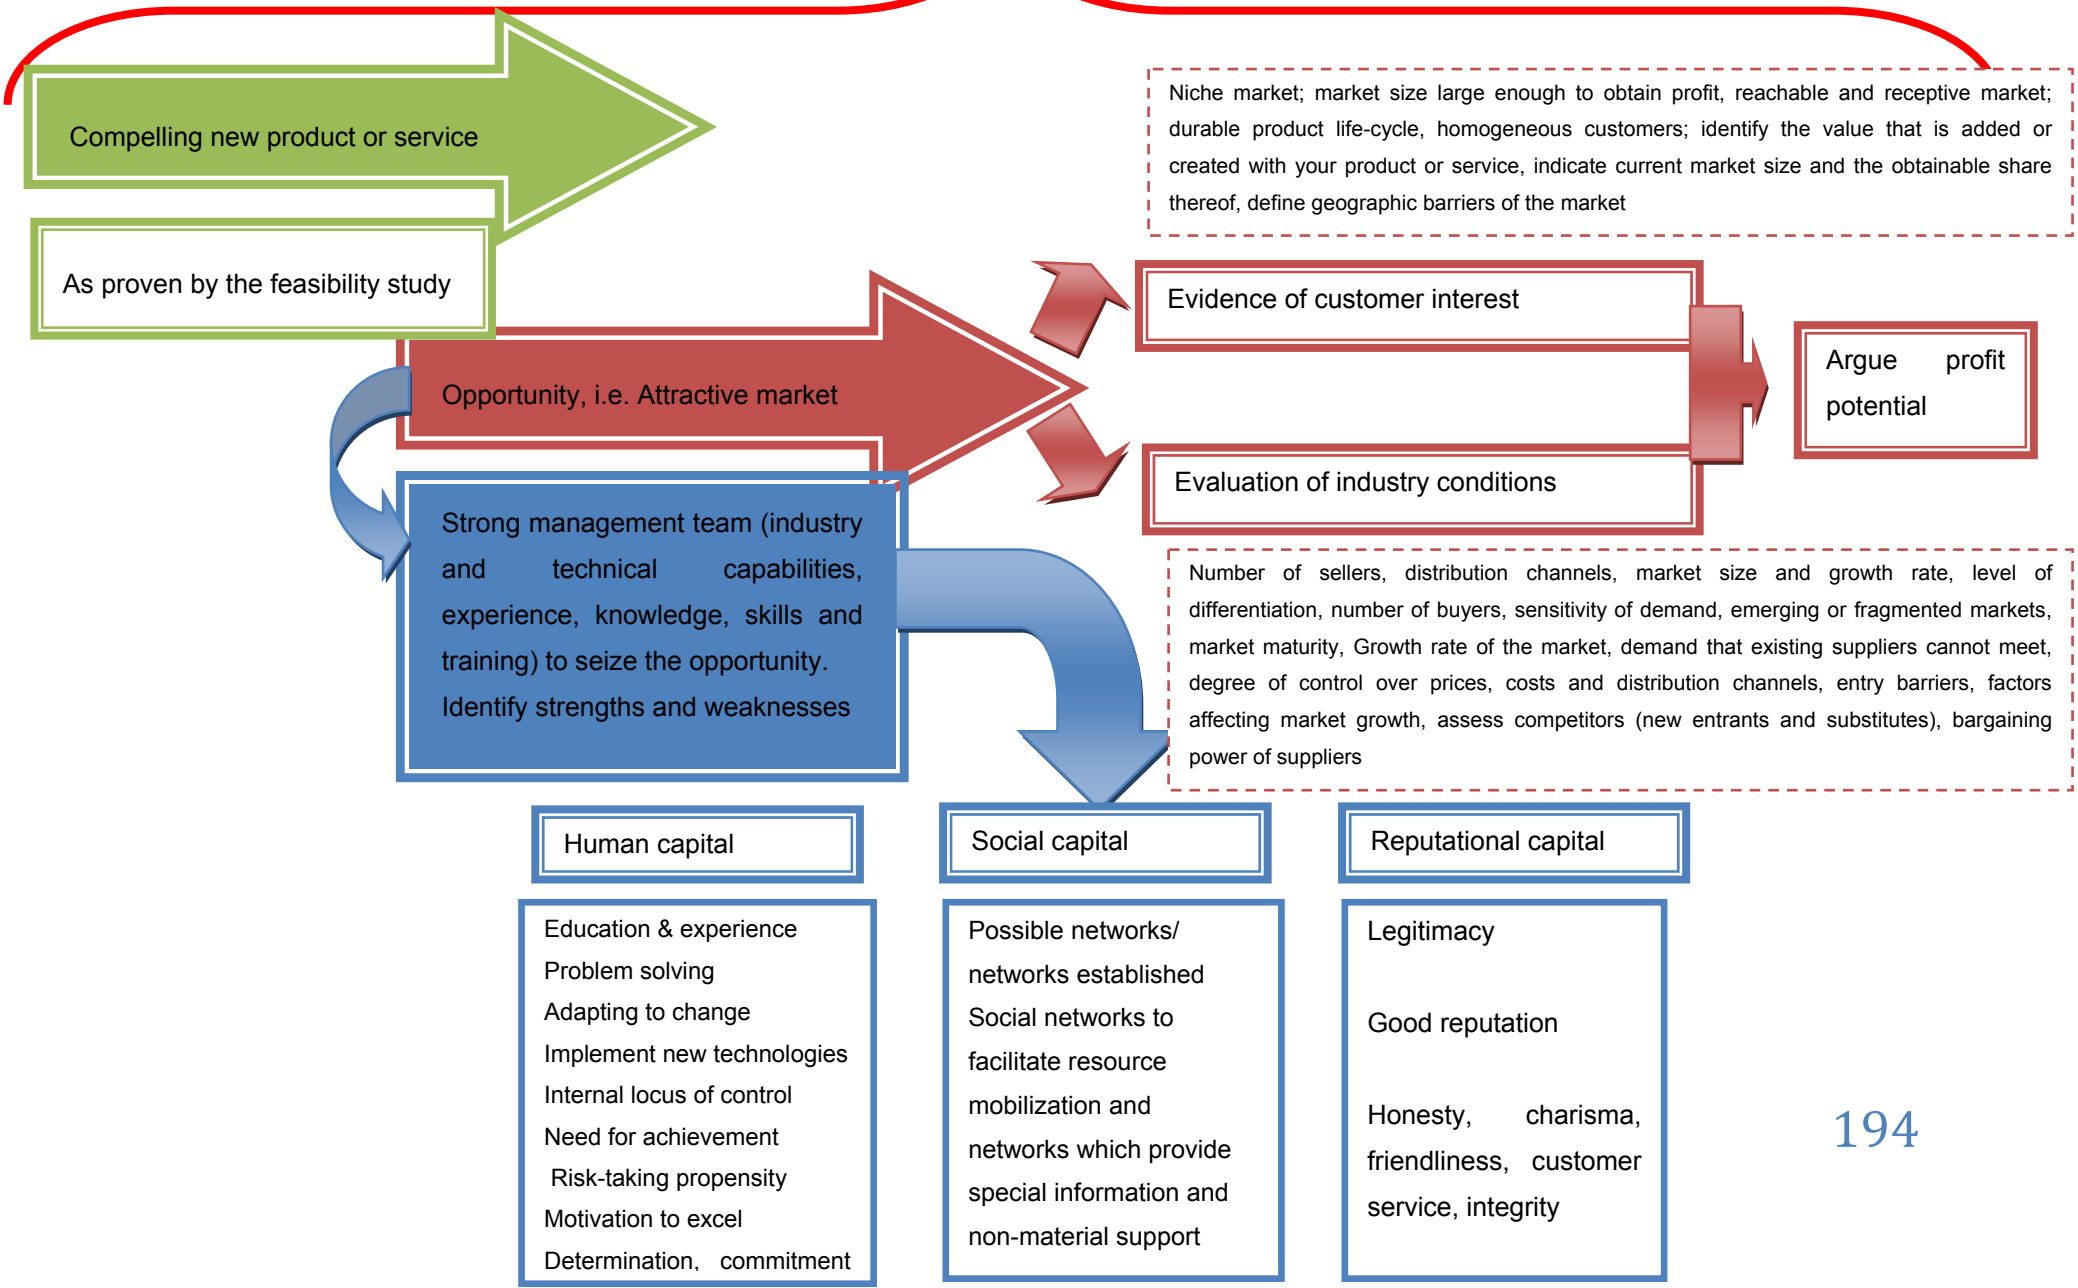 Compelling new product or service
As proven by the feasibility study
Niche market; market size large enough to obtain profit, reachable and receptive market;
durable product life-cycle, homogeneous customers; identify the value that is added or
created with your product or service, indicate current market size and the obtainable share
thereof, define geographic barriers of the market
Opportunity, i.e. Attractive market
Evidence of customer interest
Evaluation of industry conditions
Argue profit
potential
Strong management team (industry
and technical capabilities,
experience, knowledge, skills and
training) to seize the opportunity.
Identify strengths and weaknesses
Number of sellers, distribution channels, market size and growth rate, level of
differentiation, number of buyers, sensitivity of demand, emerging or fragmented markets,
market maturity, Growth rate of the market, demand that existing suppliers cannot meet,
degree of control over prices, costs and distribution channels, entry barriers, factors
affecting market growth, assess competitors (new entrants and substitutes), bargaining
power of suppliers
Human capital
Education & experience
Problem solving
Adapting to change
Implement new technologies
Internal locus of control
Need for achievement
Risk-taking propensity
Motivation to excel
Determination, commitment
Social capital
Possible networks/
networks established
Social networks to
facilitate resource
mobilization and
networks which provide
special information and
non-material support
Reputational capital
Legitimacy
Good reputation
Honesty, charisma,
friendliness, customer
service, integrity
194